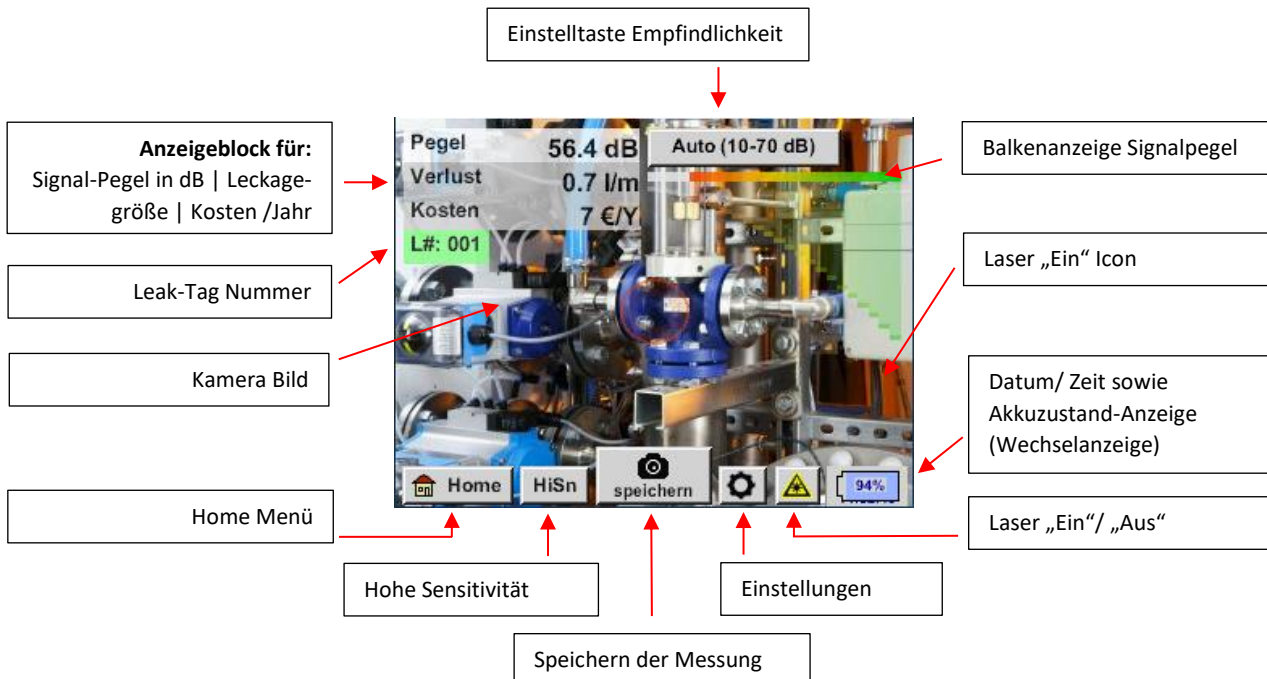 Einstelltaste Empfindlichkeit
Anzeigeblock für:
Signal-Pegel in dB | Leckage-
größe | Kosten /Jahr
Leak-Tag Nummer
Kamera Bild
Home Menü
Pegel 56.4 dB
Verlust 0.7 l/m
Kosten 7 €/Y
L#: 001
Auto (10-70 dB)
Home
HiSn
speichern
94%
Balkenanzeige Signalpegel
Laser „Ein“ Icon
Datum/ Zeit sowie
Akkuzustand-Anzeige
(Wechselanzeige)
Laser „Ein“/ „Aus“
Hohe Sensitivität
Einstellungen
Speichern der Messung